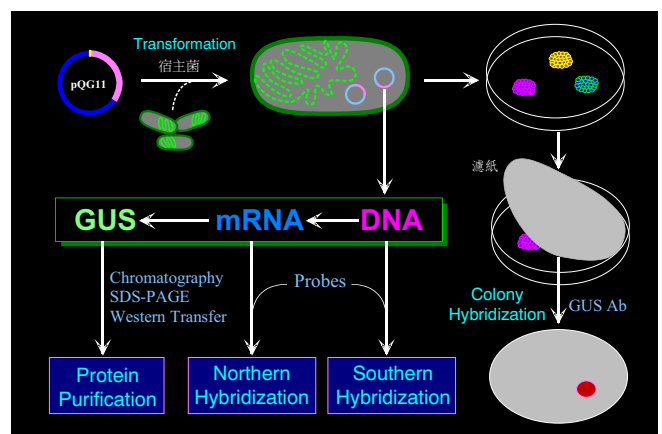 Transformation
pQG11
宿主菌
濾紙
GUS mRNA DNA
Chromatography
SDS-PAGE
Western Transfer
Probes
Colony
Hybridization
GUS Ab
Protein
Purification
Northern
Hybridization
Southern
Hybridization